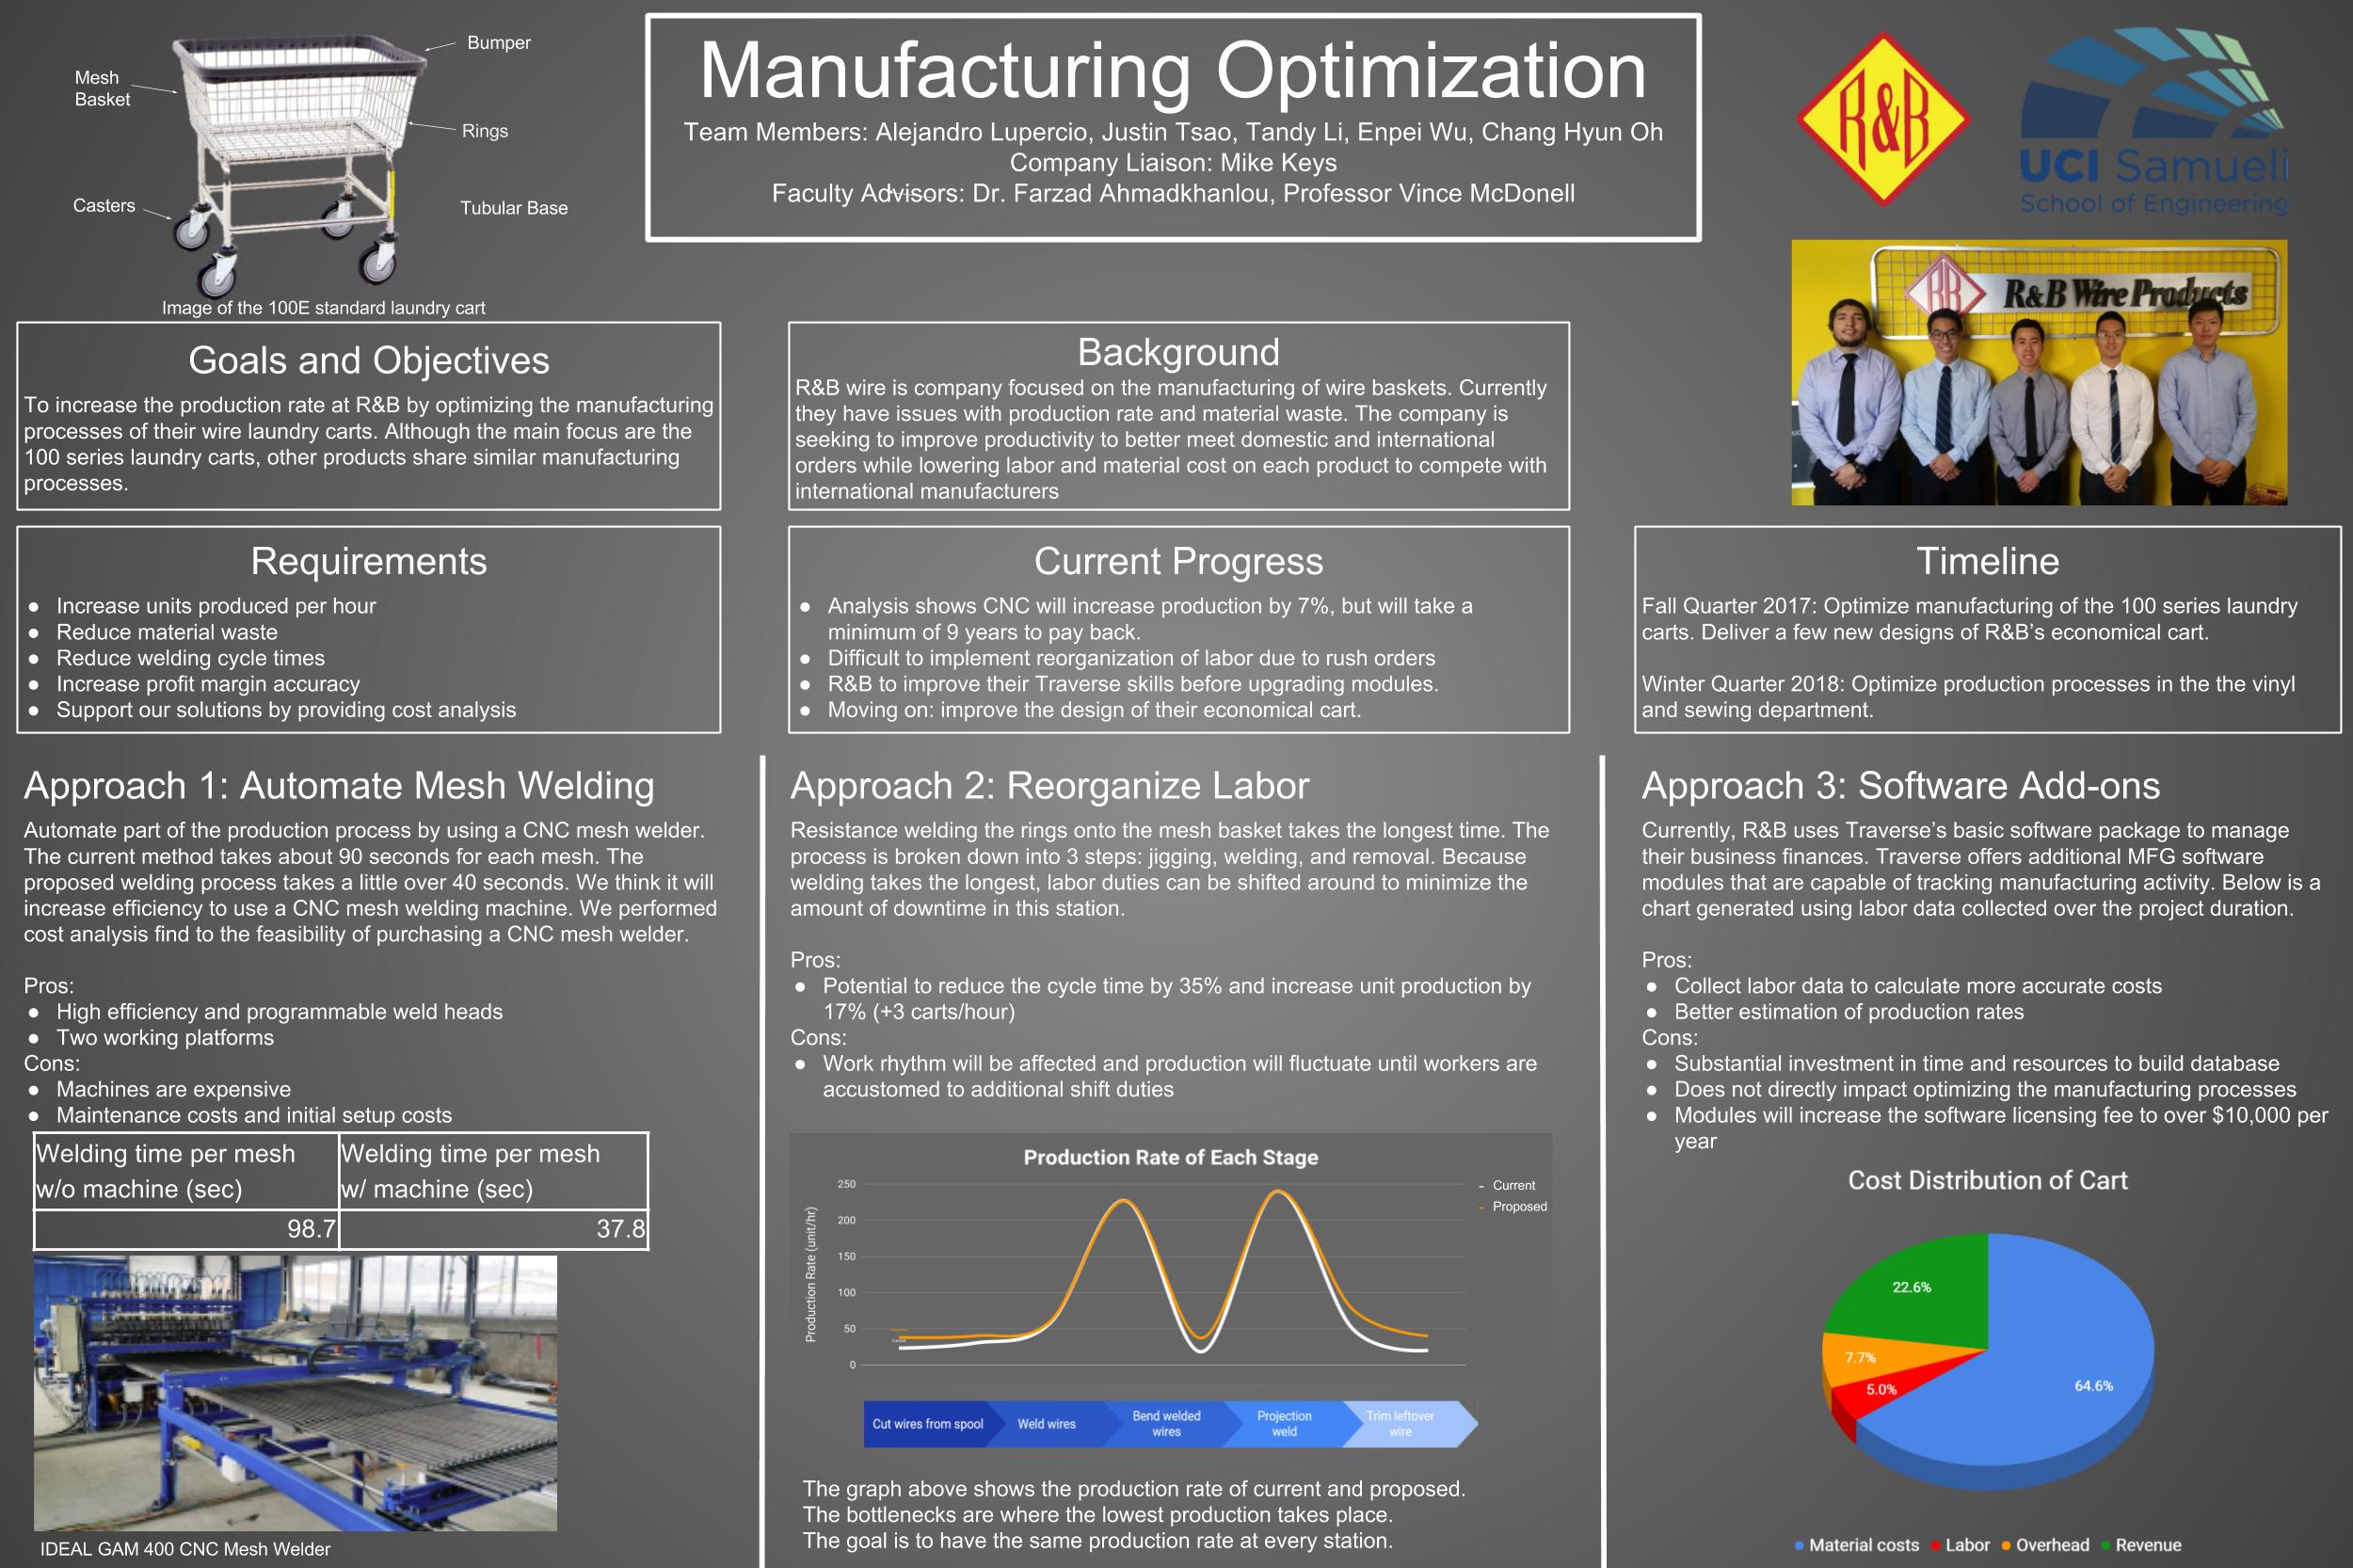 Bumper
Mesh
Basket
Rings
Casters
Tubular Base
Image of the 100E standard laundry cart
Manufacturing Optimization
Team Members: Alejandro Lupercio, Justin Tsao, Tandy Li, Enpei Wu, Chang Hyun Oh
Company Liaison: Mike Keys
Faculty Advisors: Dr. Farzad Ahmadkhanlou, Professor Vince McDonell
R&B
UCI Samueli
School of Engineering
R&B Wire Products
Goals and Objectives
To increase the production rate at R&B by optimizing the manufacturing
processes of their wire laundry carts. Although the main focus are the
100 series laundry carts, other products share similar manufacturing
processes.
Background
R&B wire is company focused on the manufacturing of wire baskets. Currently
they have issues with production rate and material waste. The company is
seeking to improve productivity to better meet domestic and international
orders while lowering labor and material cost on each product to compete with
international manufacturers
Requirements
● Increase units produced per hour
● Reduce material waste
● Reduce welding cycle times
● Increase profit margin accuracy
● Support our solutions by providing cost analysis
Current Progress
● Analysis shows CNC will increase production by 7%, but will take a
minimum of 9 years to pay back.
● Difficult to implement reorganization of labor due to rush orders
● R&B to improve their Traverse skills before upgrading modules.
● Moving on: improve the design of their economical cart.
Timeline
Fall Quarter 2017: Optimize manufacturing of the 100 series laundry
carts. Deliver a few new designs of R&B's economical cart.
Winter Quarter 2018: Optimize production processes in the the vinyl
and sewing department.
Approach 1: Automate Mesh Welding
Automate part of the production process by using a CNC mesh welder.
The current method takes about 90 seconds for each mesh. The
proposed welding process takes a little over 40 seconds. We think it will
increase efficiency to use a CNC mesh welding machine. We performed
cost analysis find to the feasibility of purchasing a CNC mesh welder.
Pros:
● High efficiency and programmable weld heads
● Two working platforms
Cons:
● Machines are expensive
● Maintenance costs and initial setup costs
Welding time per mesh
w/o machine (sec)
Welding time per mesh
w/ machine (sec)
98.7
37.8
IDEAL GAM 400 CNC Mesh Welder
Approach 2: Reorganize Labor
Resistance welding the rings onto the mesh basket takes the longest time. The
process is broken down into 3 steps: jigging, welding, and removal. Because
welding takes the longest, labor duties can be shifted around to minimize the
amount of downtime in this station.
Pros:
● Potential to reduce the cycle time by 35% and increase unit production by
17% (+3 carts/hour)
Cons:
● Work rhythm will be affected and production will fluctuate until workers are
accustomed to additional shift duties
Production Rate of Each Stage
Production Rate (unit/hr)
250
200
150
100
50
0
Current
Proposed
Cut wires from spool
Weld wires
Bend welded
wires
Projection
weld
Trim leftover
wire
The graph above shows the production rate of current and proposed.
The bottlenecks are where the lowest production takes place.
The goal is to have the same production rate at every station.
Approach 3: Software Add-ons
Currently, R&B uses Traverse's basic software package to manage
their business finances. Traverse offers additional MFG software
modules that are capable of tracking manufacturing activity. Below is a
chart generated using labor data collected over the project duration.
Pros:
● Collect labor data to calculate more accurate costs
● Better estimation of production rates
Cons:
● Substantial investment in time and resources to build database
● Does not directly impact optimizing the manufacturing processes
● Modules will increase the software licensing fee to over $10,000 per
year
Cost Distribution of Cart
22.6%
7.7%
5.0%
64.6%
Material costs
Labor
Overhead
Revenue